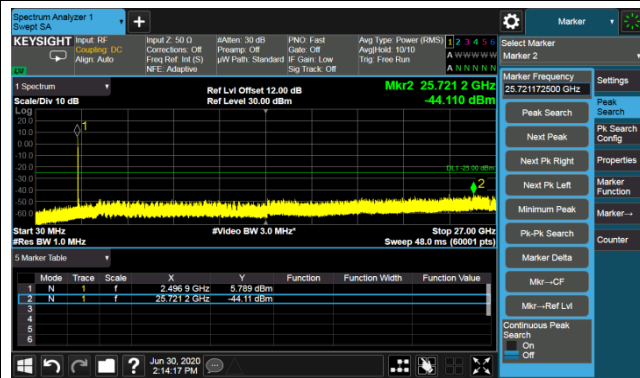 Spectrum Analyzer 1
Swept SA
Marker
KEYSIGHT
Input: RF
Coupling: DC
Align: Auto
Input Z: 50 Ω
Corrections: Off
Freq Ref: Int (S)
NFE: Adaptive
#Atten: 30 dB
Preamp: Off
µW Path: Standard
PNO: Fast
Gate: Off
IF Gain: Low
Sig Track: Off
Avg Type: Power (RMS)
Avg|Hold: 10/10
Trig: Free Run
1 2 3 4 5 6
A W W W W W
A N N N N N
LW
Select Marker
Marker 2
1 Spectrum
Scale/Div 10 dB
Ref Lvl Offset 12.00 dB
Ref Level 30.00 dBm
Mkr2 25.721 2 GHz
-44.110 dBm
Log
20.0
10.0
0.00
-10.0
-20.0
-30.0
-40.0
-50.0
-60.0
1
DL1 -25.00 dBm
2
Start 30 MHz
#Res BW 1.0 MHz
#Video BW 3.0 MHz*
Stop 27.00 GHz
Sweep 48.0 ms (60001 pts)
5 Marker Table
Mode Trace Scale X Y Function Function Width Function Value
1 N 1 f 2.496 9 GHz 5.789 dBm
2 N 1 f 25.721 2 GHz -44.11 dBm
3
4
5
6
Marker Frequency
25.721172500 GHz
Peak Search
Next Peak
Next Pk Right
Next Pk Left
Minimum Peak
Pk-Pk Search
Marker Delta
Mkr→CF
Mkr→Ref Lvl
Continuous Peak
Search
On
Off
Settings
Peak
Search
Pk Search
Config
Properties
Marker
Function
Marker→
Counter
Jun 30, 2020
2:14:17 PM